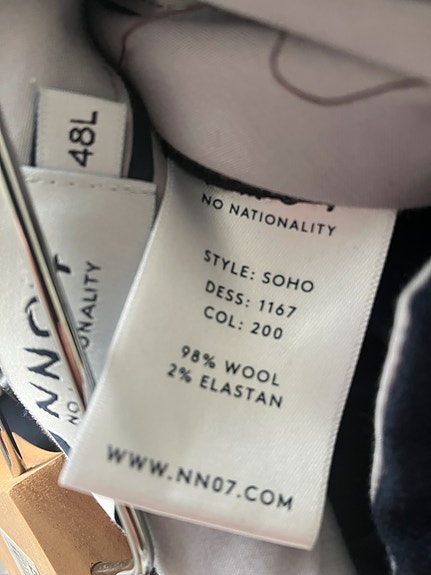 48L
NO NATIONALITY
STYLE: SOHO
DESS: 1167
COL: 200
98% WOOL
2% ELASTAN
WWW.NN07.COM